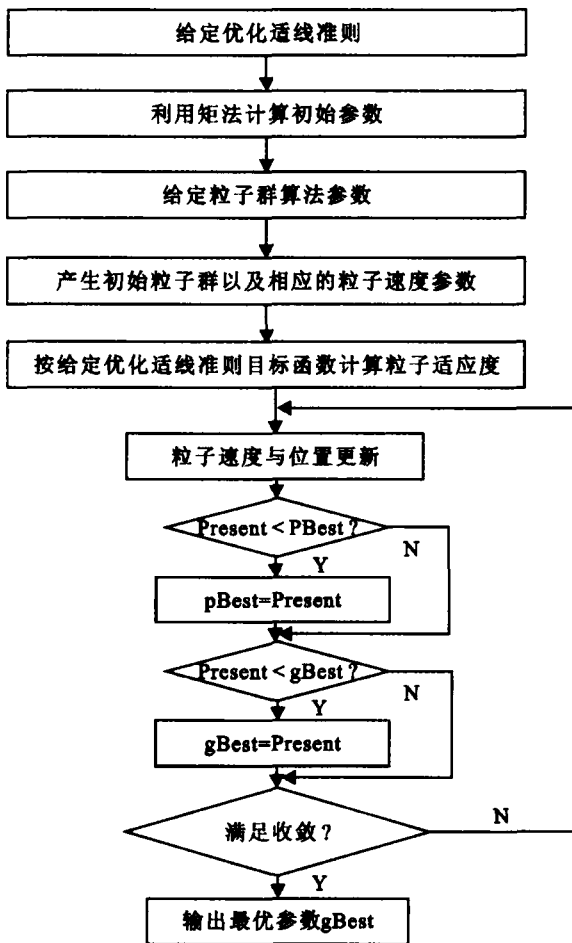 给定优化适线准则
利用矩法计算初始参数
给定粒子群算法参数
产生初始粒子群以及相应的粒子速度参数
按给定优化适线准则目标函数计算粒子适应度
粒子速度与位置更新
Present < PBest ?
N
Y
pBest=Present
Present < gBest ?
N
Y
gBest=Present
满足收敛?
N
Y
输出最优参数gBest